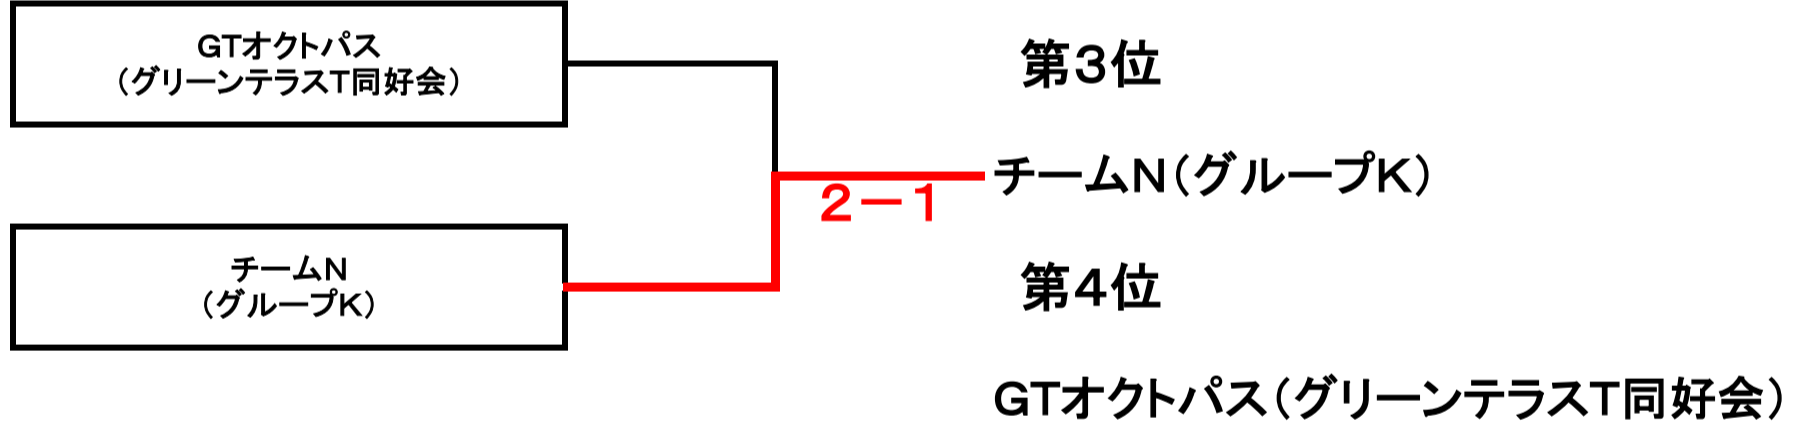 GTオクトパス
（グリーンテラスT同好会）
第3位
チームN（グループK）
2－1
チームN
（グループK）
第4位
GTオクトパス（グリーンテラスT同好会）